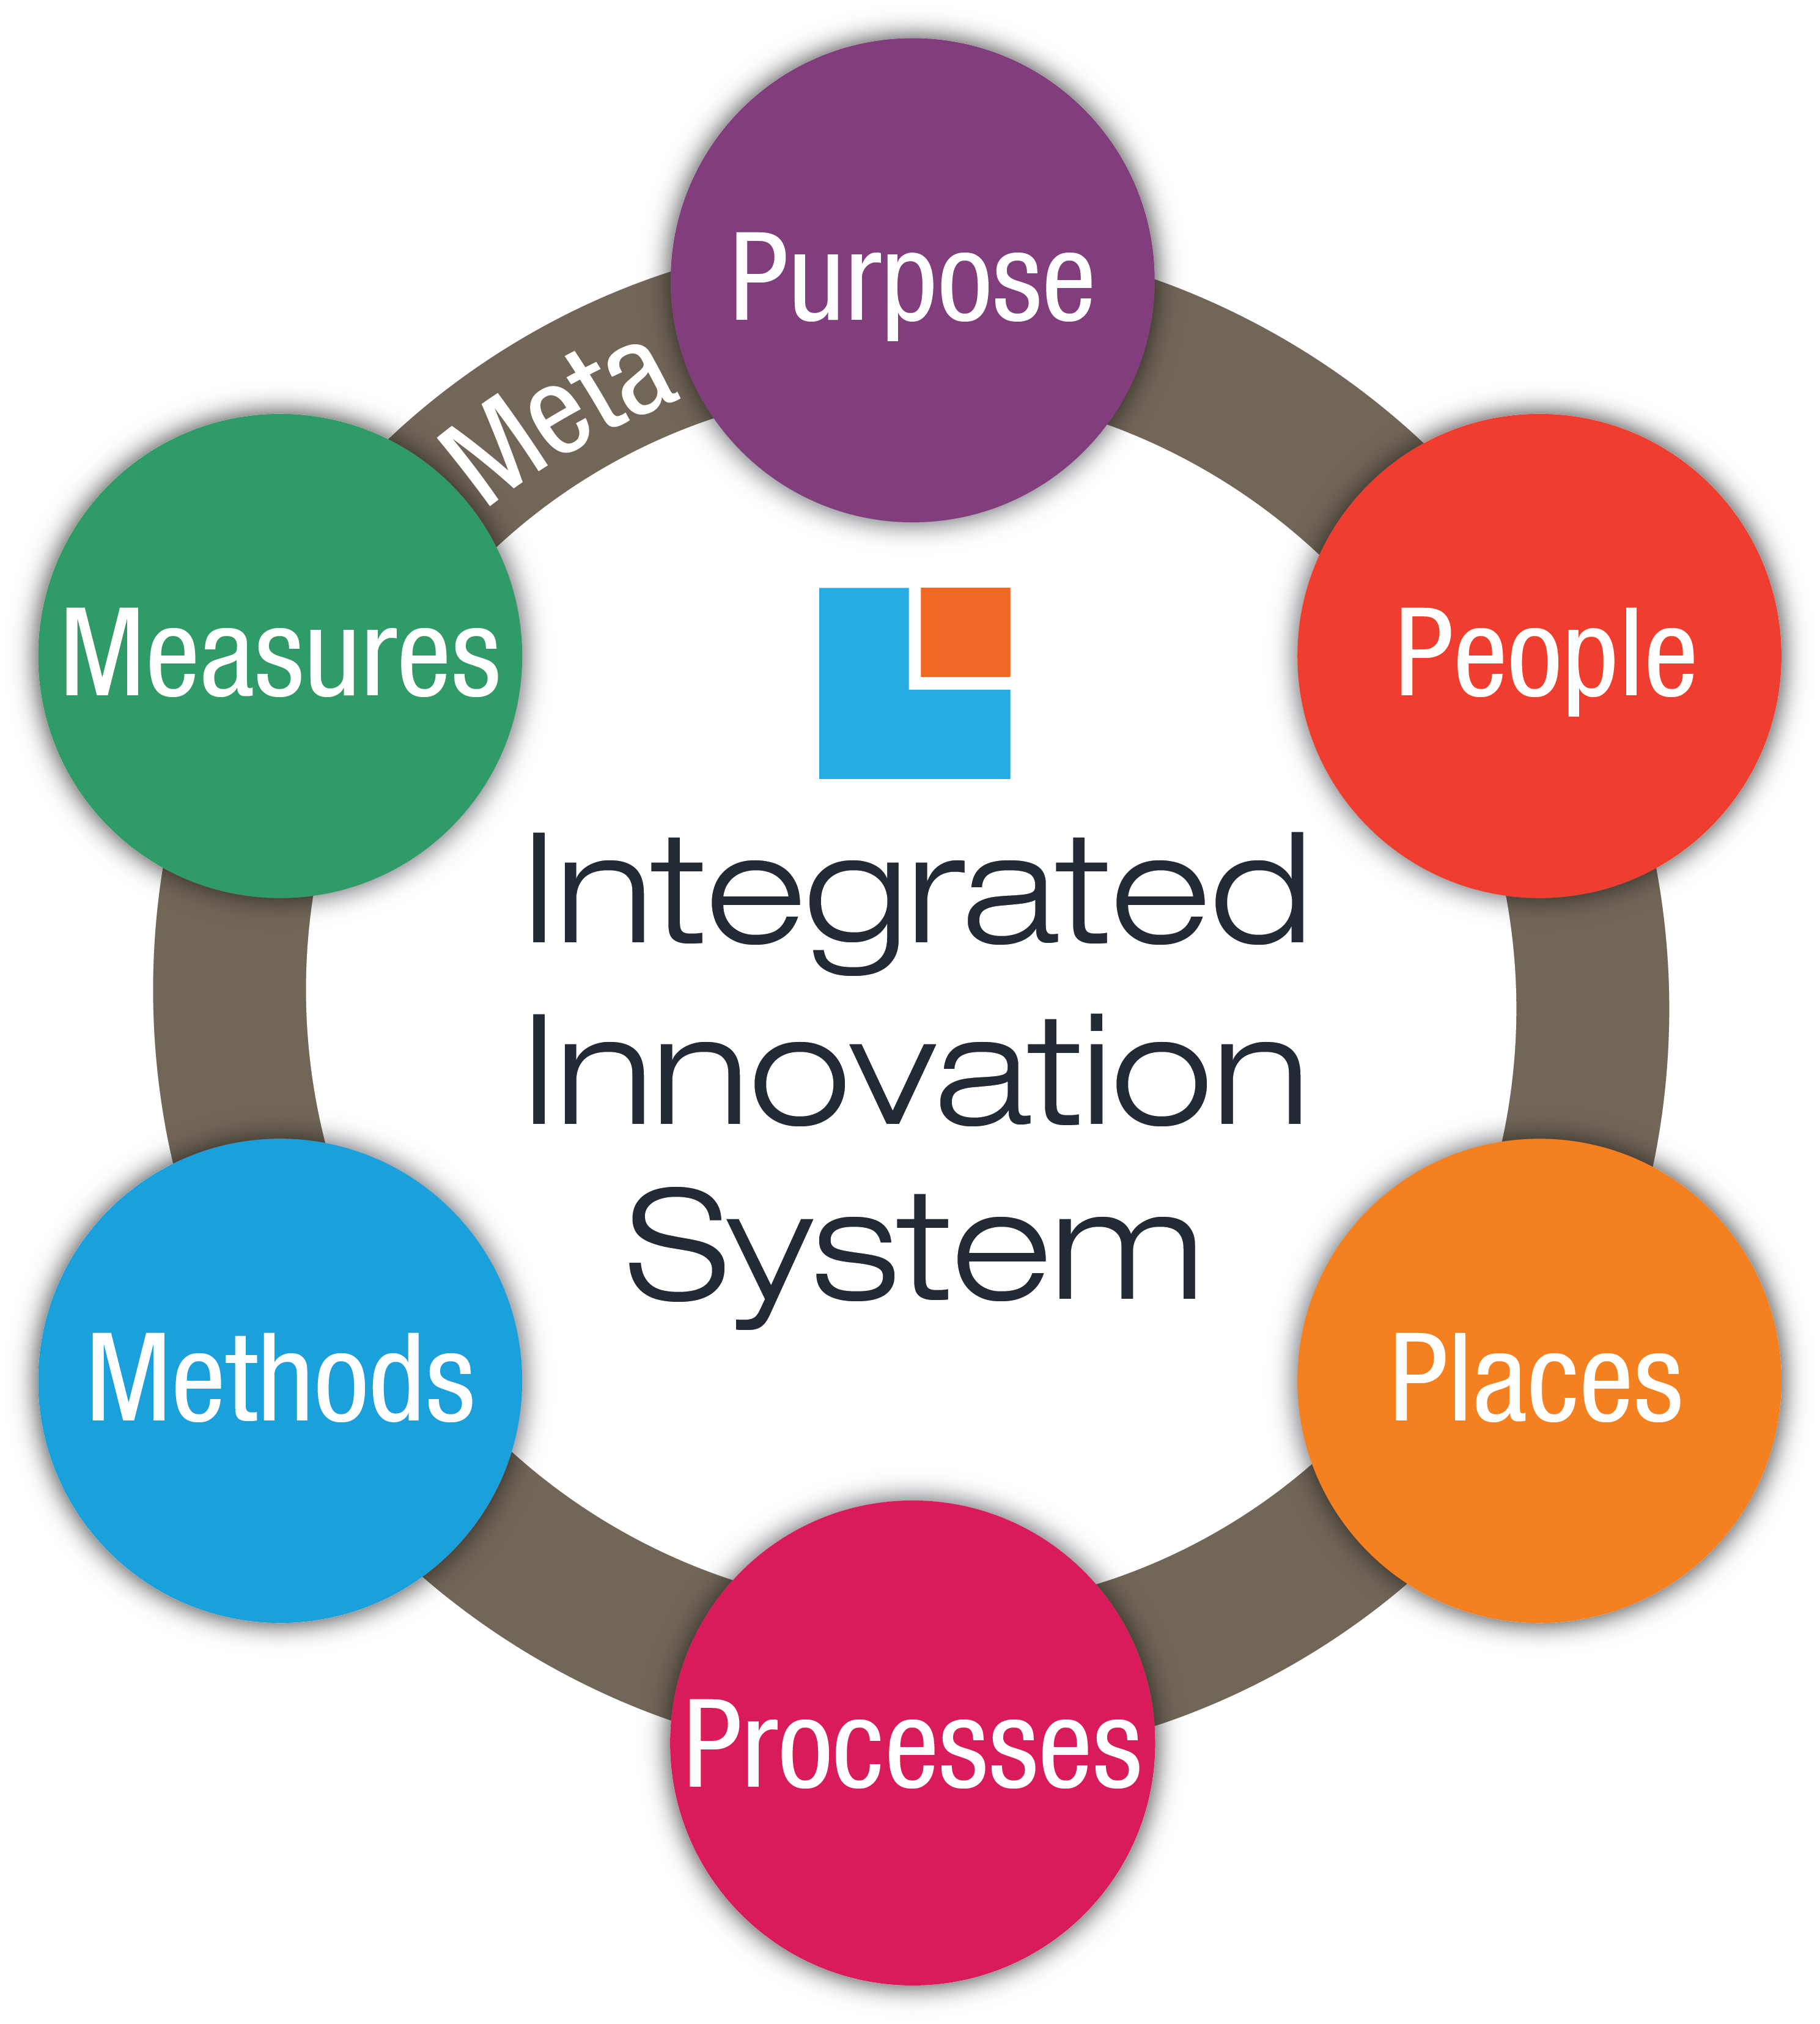 Purpose
Meta
People
Measures
Integrated
Innovation
System
Methods
Places
Processes